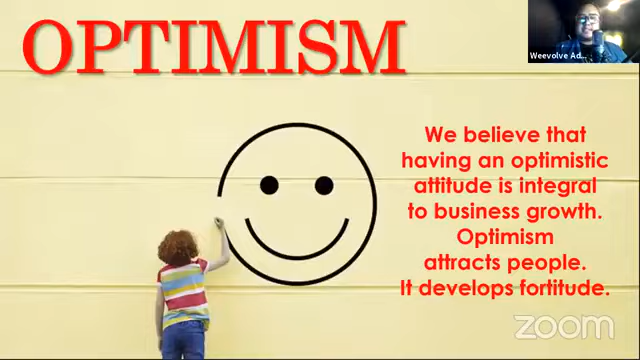 OPTIMISM
Weevolve Ad...
We believe that
having an optimistic
attitude is integral
to business growth.
Optimism
attracts people.
It develops fortitude.
zoom